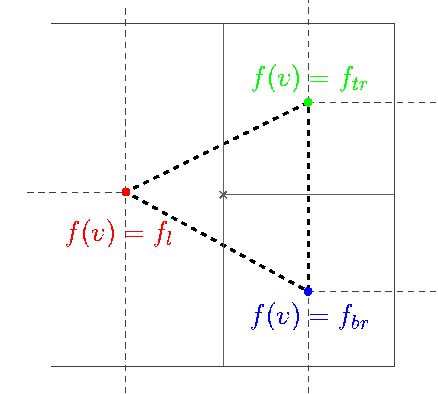 f(v) = f_{tr}
f(v) = f_l
f(v) = f_{br}